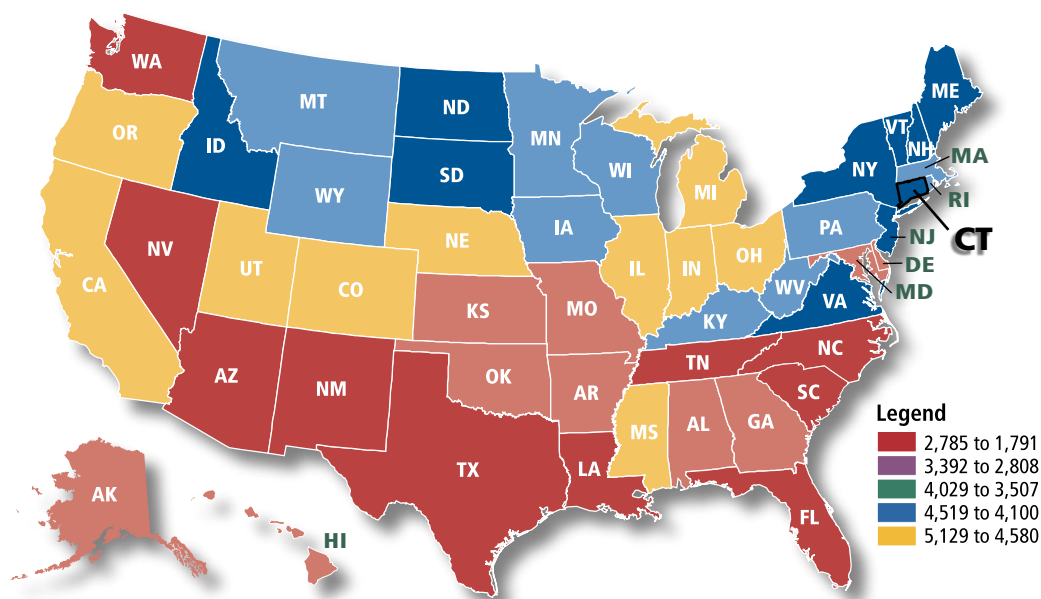 WA
OR
CA
NV
ID
MT
WY
UT
CO
AZ
NM
ND
SD
NE
KS
OK
TX
MN
IA
MO
AR
LA
WI
IL
MI
IN
OH
KY
TN
MS
AL
GA
FL
SC
NC
VA
WV
PA
NY
VT
NH
ME
MA
RI
CT
NJ
DE
MD
AK
HI
Legend
2,785 to 1,791
3,392 to 2,808
4,029 to 3,507
4,519 to 4,100
5,129 to 4,580